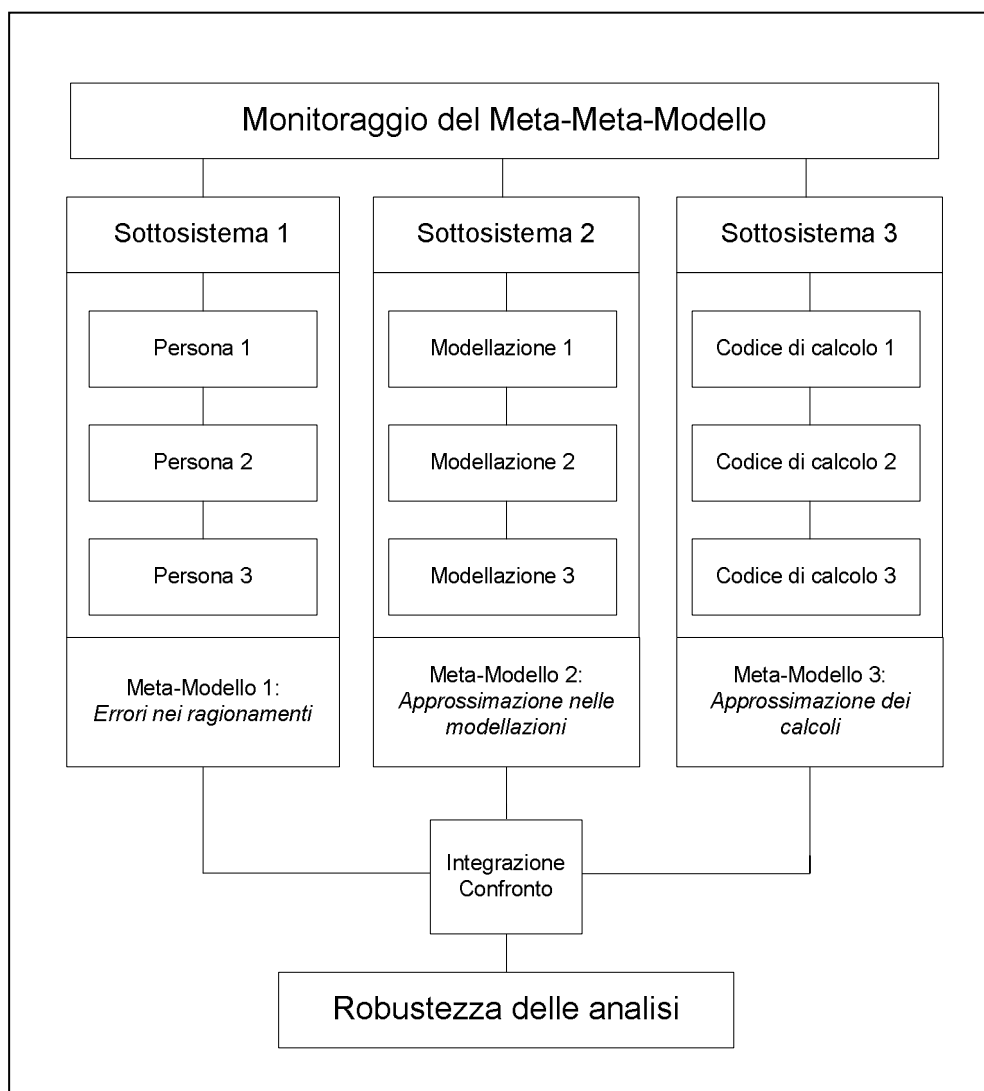 Monitoraggio del Meta-Meta-Modello
Sottosistema 1
Persona 1
Persona 2
Persona 3
Meta-Modello 1:
Errori nei ragionamenti
Sottosistema 2
Modellazione 1
Modellazione 2
Modellazione 3
Meta-Modello 2:
Approssimazione nelle
modellazioni
Sottosistema 3
Codice di calcolo 1
Codice di calcolo 2
Codice di calcolo 3
Meta-Modello 3:
Approssimazione dei
calcoli
Integrazione
Confronto
Robustezza delle analisi